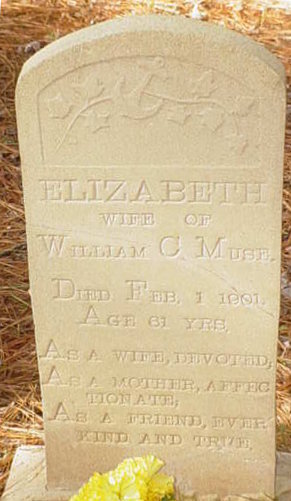 ELIZABETH
WIFE OF
WILLIAM C. MUSE.
DIED FEB. 1 1901.
AGE 61 YRS.
AS A WIFE, DEVOTED,
AS A MOTHER, AFFEC
TIONATE,
AS A FRIEND, EVER
KIND AND TRUE.